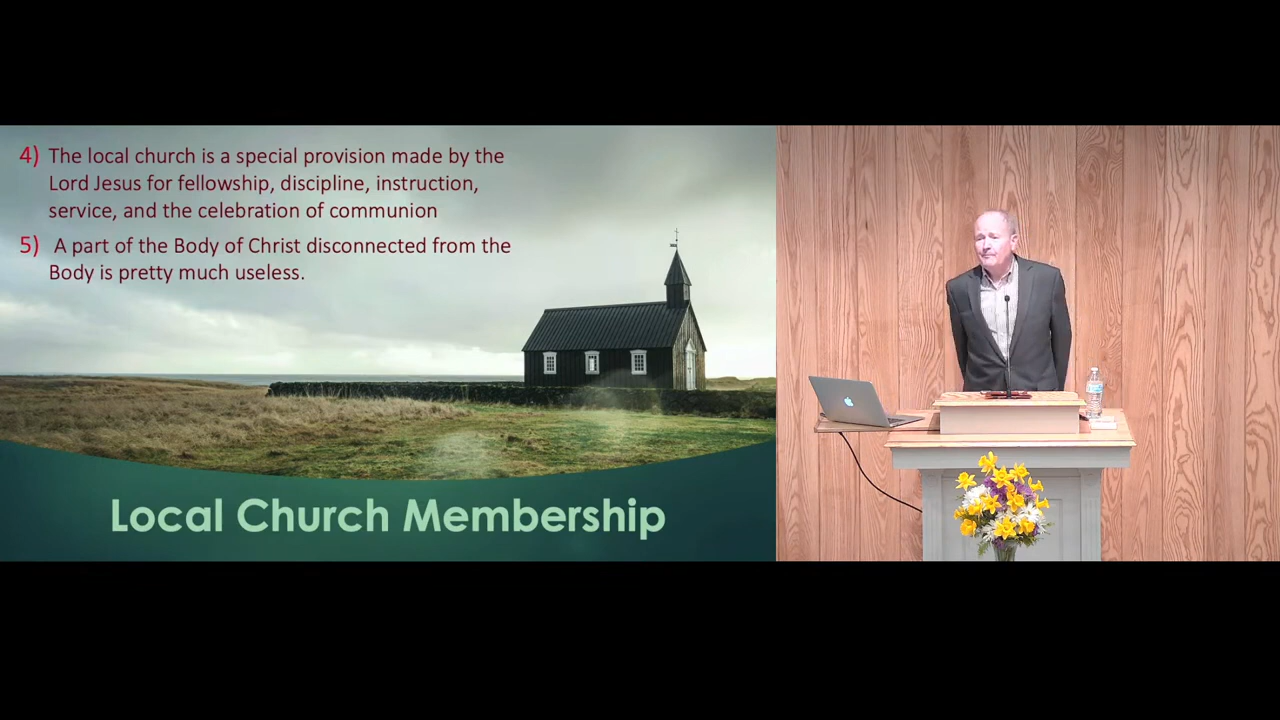 4) The local church is a special provision made by the
Lord Jesus for fellowship, discipline, instruction,
service, and the celebration of communion
5) A part of the Body of Christ disconnected from the
Body is pretty much useless.
Local Church Membership